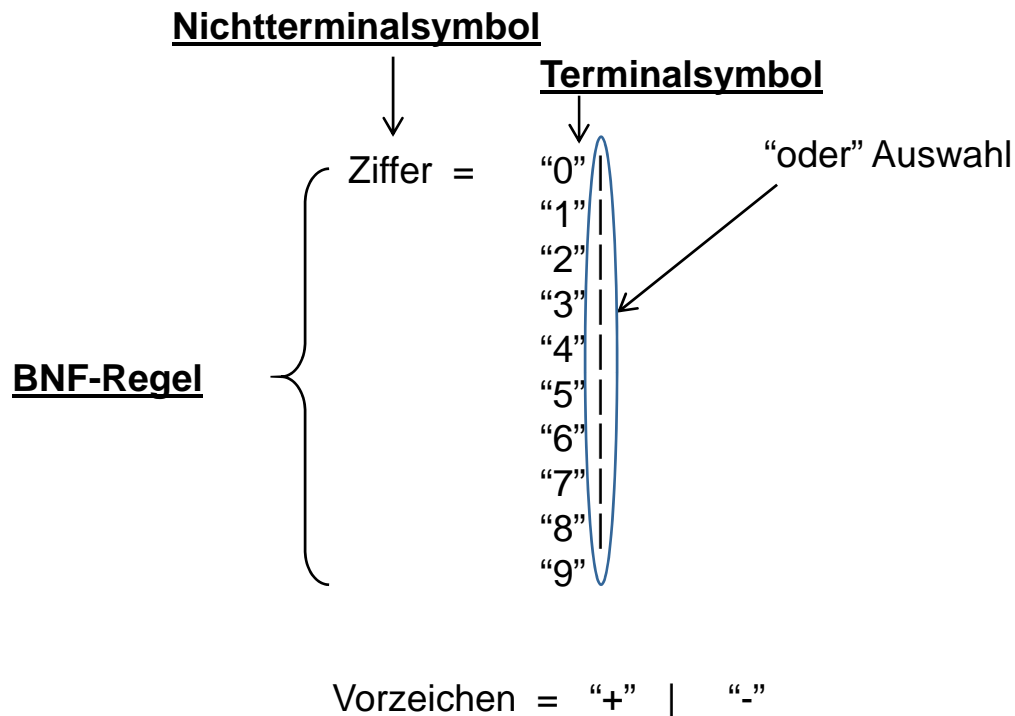 Nichtterminalsymbol
Terminalsymbol
Ziffer = “0” | “oder” Auswahl
“1” |
“2” |
“3” |
“4” |
BNF-Regel
“5” |
“6” |
“7” |
“8” |
“9”
Vorzeichen = “+” | “-”